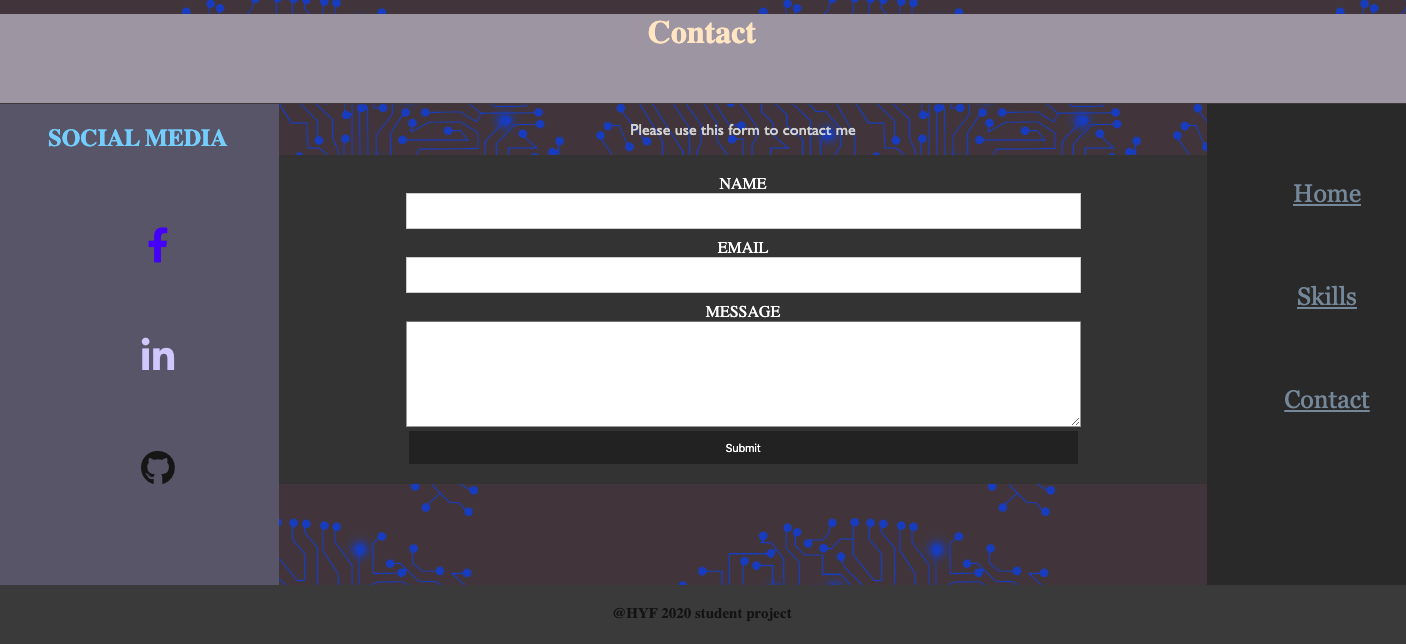 Contact
SOCIAL MEDIA
Please use this form to contact me
NAME
EMAIL
MESSAGE
Submit
Home
Skills
Contact
@HYF 2020 student project